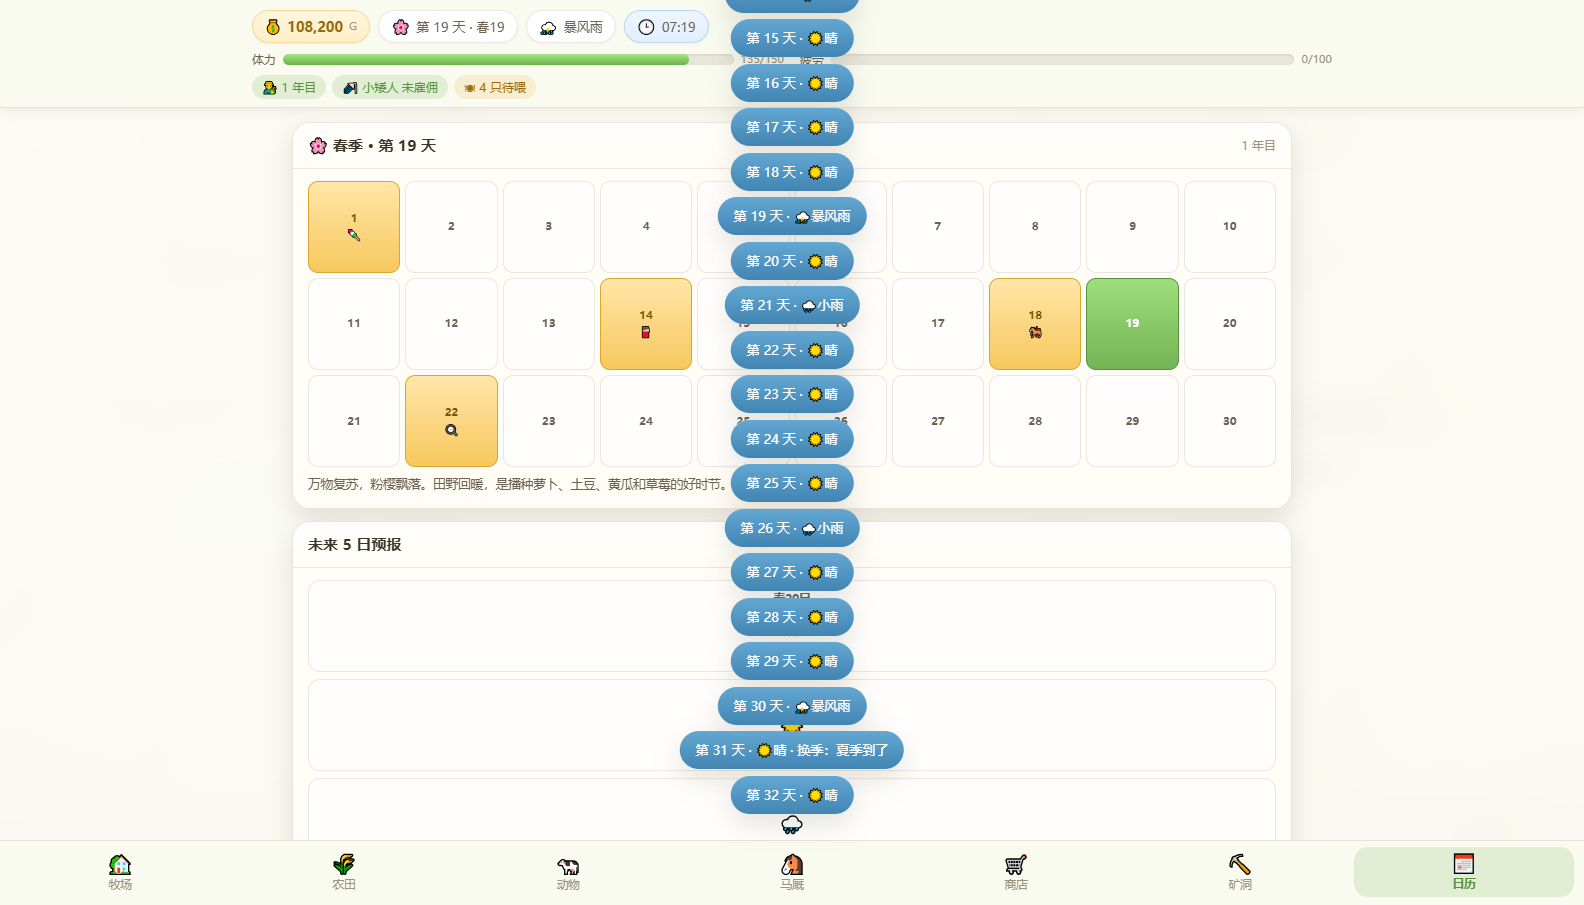 108,200 G
第 19 天 · 春19
暴风雨
07:19
体力
135/150
疲劳
0/100
1 年目
小矮人 未雇佣
4 只待喂
春季 • 第 19 天
1 年目
1
2
3
4
7
8
9
10
11
12
13
14
17
18
19
20
21
22
23
24
27
28
29
30
万物复苏，粉樱飘落。田野回暖，是播种萝卜、土豆、黄瓜和草莓的好时节。
未来 5 日预报
第 15 天 · 晴
第 16 天 · 晴
第 17 天 · 晴
第 18 天 · 晴
第 19 天 · 暴风雨
第 20 天 · 晴
第 21 天 · 小雨
第 22 天 · 晴
第 23 天 · 晴
第 24 天 · 晴
第 25 天 · 晴
第 26 天 · 小雨
第 27 天 · 晴
第 28 天 · 晴
第 29 天 · 晴
第 30 天 · 暴风雨
第 31 天 · 晴 · 换季：夏季到了
第 32 天 · 晴
牧场
农田
动物
马厩
商店
矿洞
日历